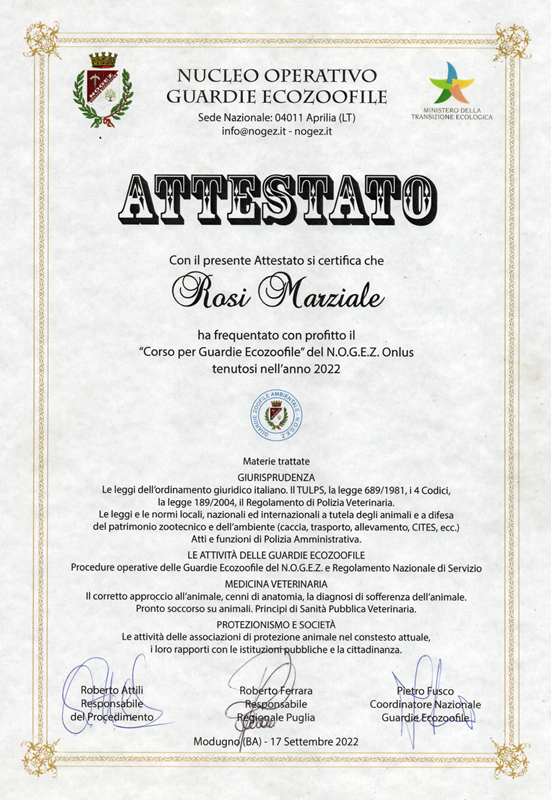 NUCLEO OPERATIVO
GUARDIE ECOZOOFILE
Sede Nazionale: 04011 Aprilia (LT)
info@nogez.it - nogez.it
N.O.G.E.Z.
MINISTERO DELLA
TRANSIZIONE ECOLOGICA
ATTESTATO
Con il presente Attestato si certifica che
Rosi Marziale
ha frequentato con profitto il
“Corso per Guardie Ecozoofile” del N.O.G.E.Z. Onlus
tenutosi nell’anno 2022
GUARDIE ZOOFILE AMBIENTALE - N.O.G.E.Z.
Materie trattate
GIURISPRUDENZA
Le leggi dell’ordinamento giuridico italiano. Il TULPS, la legge 689/1981, i 4 Codici,
la legge 189/2004, il Regolamento di Polizia Veterinaria.
Le leggi e le normi locali, nazionali ed internazionali a tutela degli animali e a difesa
del patrimonio zootecnico e dell’ambiente (caccia, trasporto, allevamento, CITES, ecc.)
Atti e funzioni di Polizia Amministrativa.
LE ATTIVITÀ DELLE GUARDIE ECOZOOFILE
Procedure operative delle Guardie Ecozoofile del N.O.G.E.Z. e Regolamento Nazionale di Servizio
MEDICINA VETERINARIA
Il corretto approccio all’animale, cenni di anatomia, la diagnosi di sofferenza dell’animale.
Pronto soccorso su animali. Principi di Sanità Pubblica Veterinaria.
PROTEZIONISMO E SOCIETÀ
Le attività delle associazioni di protezione animale nel constesto attuale,
i loro rapporti con le istituzioni pubbliche e la cittadinanza.
Roberto Attili
Responsabile
del Procedimento
Roberto Ferrara
Responsabile
Regionale Puglia
Pietro Fusco
Coordinatore Nazionale
Guardie Ecozoofile
Modugno (BA) - 17 Settembre 2022